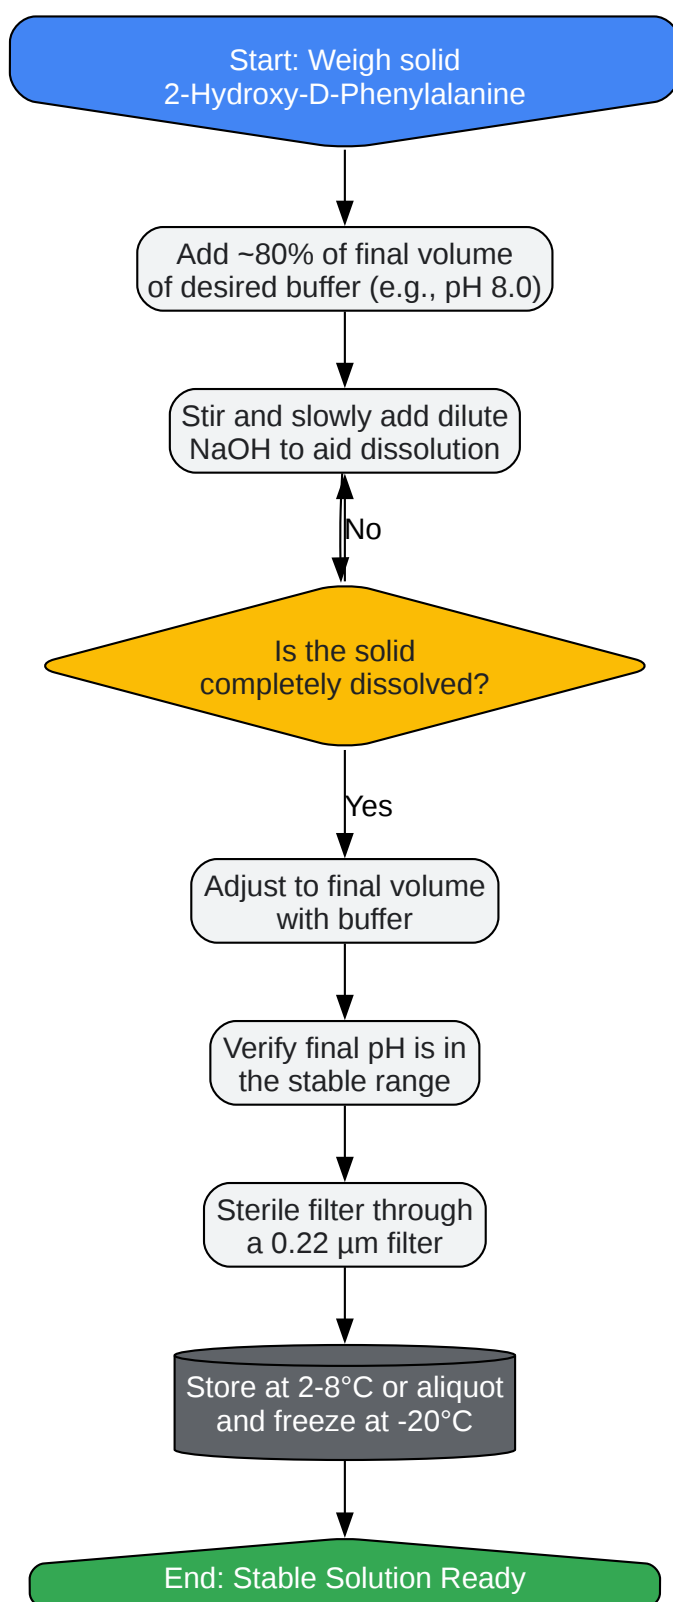 Start: Weigh solid
2-Hydroxy-D-Phenylalanine
Add ~80% of final volume
of desired buffer (e.g., pH 8.0)
Stir and slowly add dilute
NaOH to aid dissolution
No
Is the solid
completely dissolved?
Yes
Adjust to final volume
with buffer
Verify final pH is in
the stable range
Sterile filter through
a 0.22 µm filter
Store at 2-8°C or aliquot
and freeze at -20°C
End: Stable Solution Ready